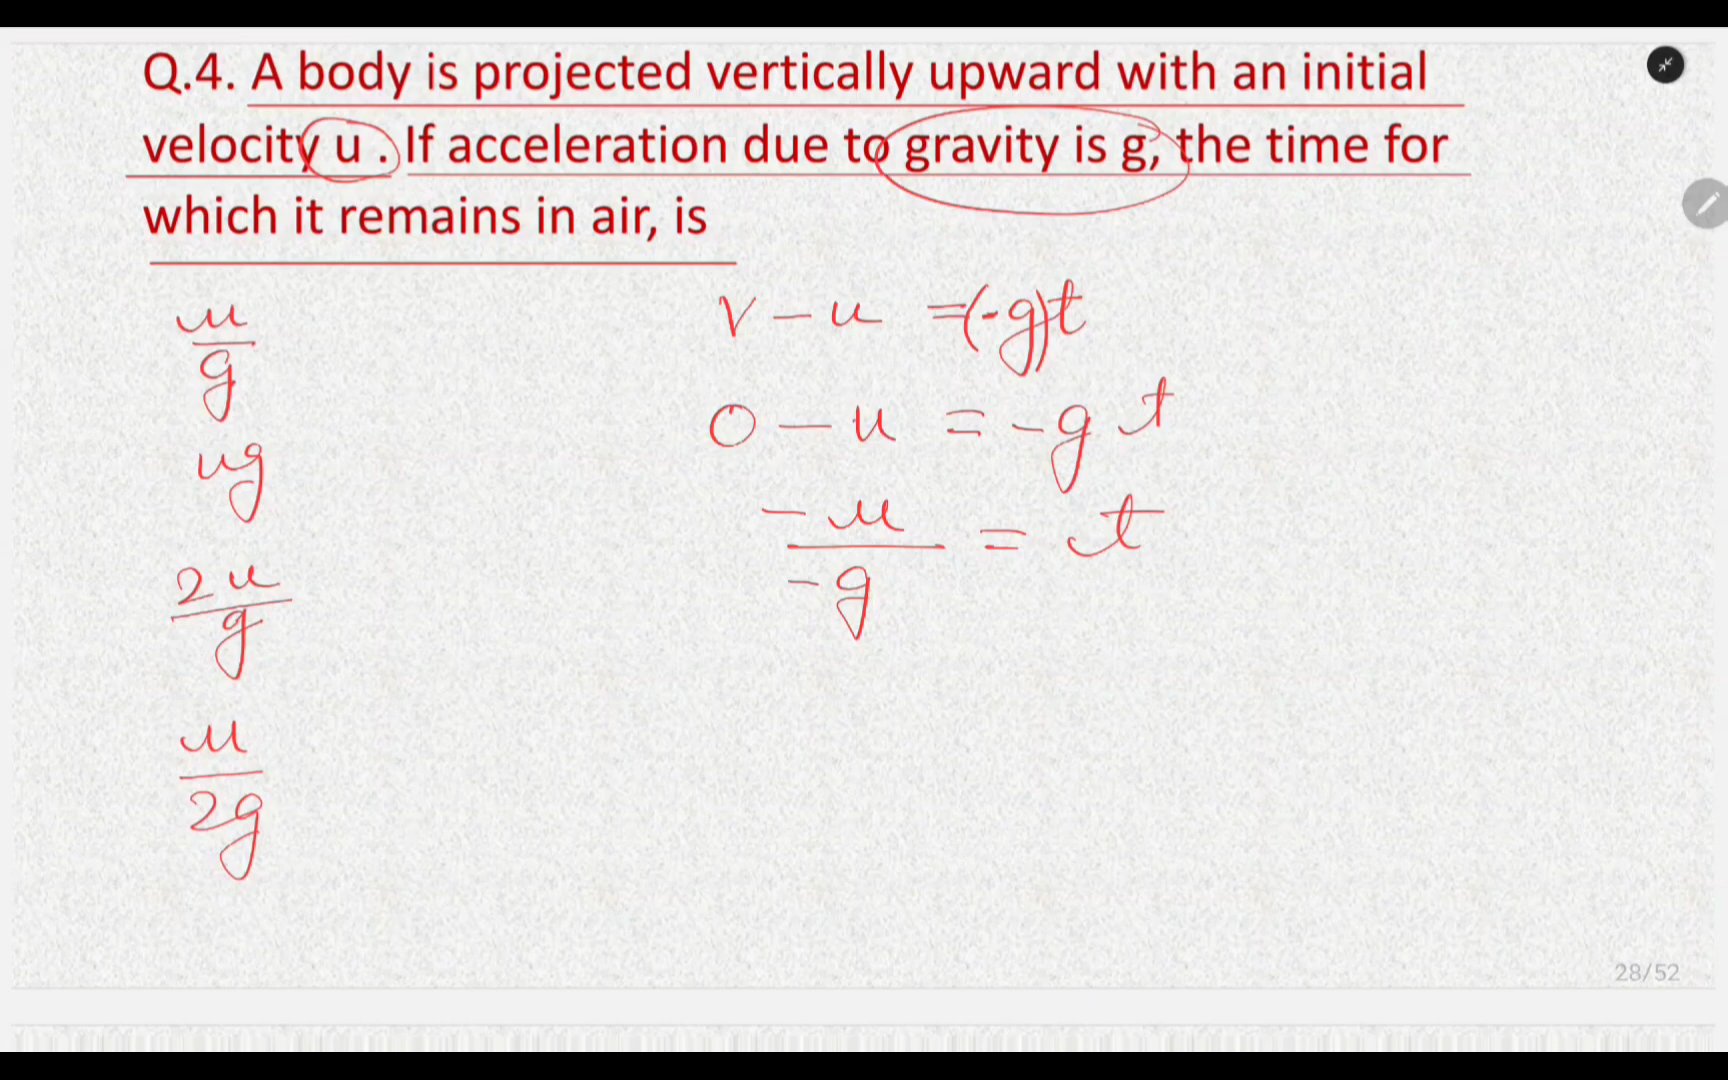 Q.4. A body is projected vertically upward with an initial
velocity u . If acceleration due to gravity is g, the time for
which it remains in air, is
u/g
ug
2u/g
u/2g
v - u = (-g)t
0 - u = -g t
-u/-g = t
28/52